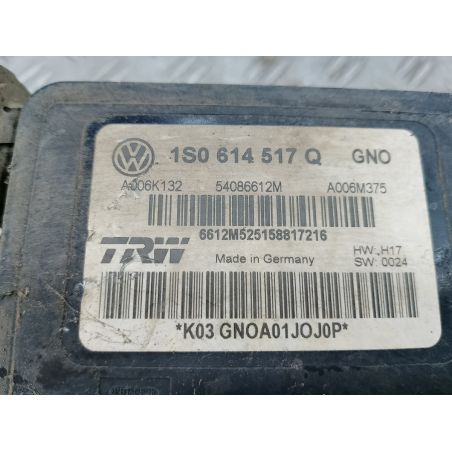 1S0 614 517 Q GNO
A006K132 54086612M A006M375
6612M525158817216
TRW Made in Germany HW: H17
SW: 0024
*K03 GNOA01JOJ0P*